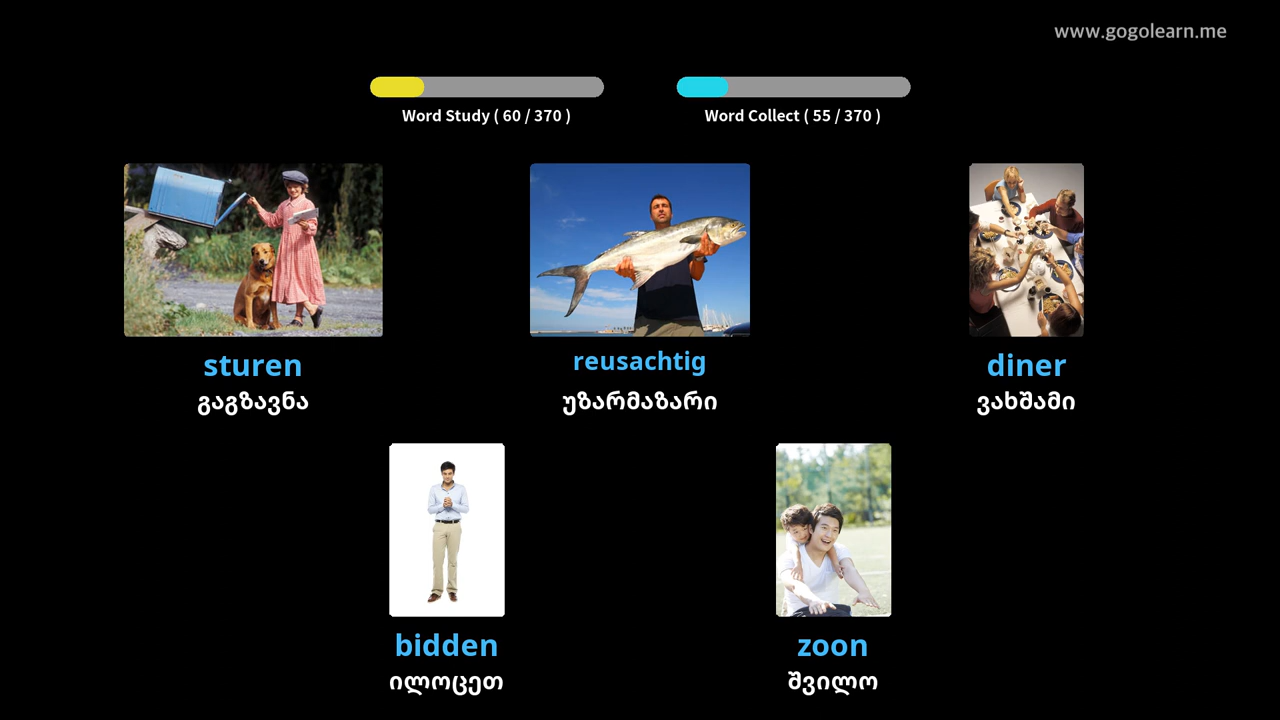 www.gogolearn.me
Word Study ( 60 / 370 )
Word Collect ( 55 / 370 )
sturen
გაგზავნა
reusachtig
უზარმაზარი
diner
ვახშამი
bidden
ილოცეთ
zoon
შვილო